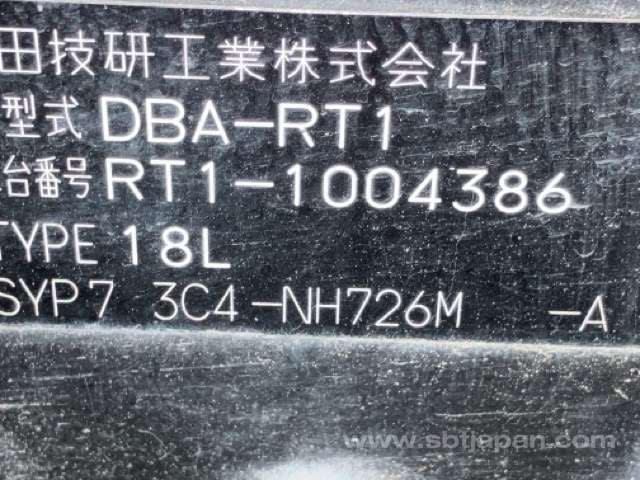 田技研工業株式会社
型式 DBA-RT1
台番号 RT1-1004386
TYPE 18L
SYP7 3C4-NH726M -A
www.sbtjapan.com